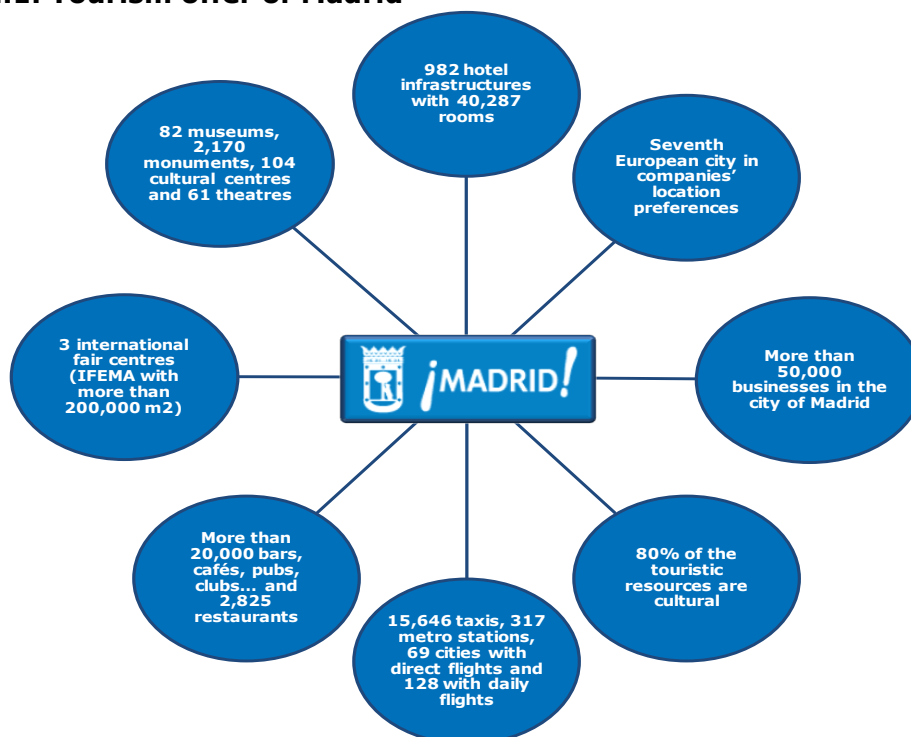 Tourism offer of Madrid
982 hotel
infrastructures
with 40,287
rooms
82 museums,
2,170
monuments, 104
cultural centres
and 61 theatres
Seventh
European city in
companies’
location
preferences
3 international
fair centres
(IFEMA with
more than
200,000 m2)
¡MADRID!
More than
50,000
businesses in the
city of Madrid
More than
20,000 bars,
cafés, pubs,
clubs... and
2,825
restaurants
80% of the
touristic
resources are
cultural
15,646 taxis, 317
metro stations,
69 cities with
direct flights and
128 with daily
flights